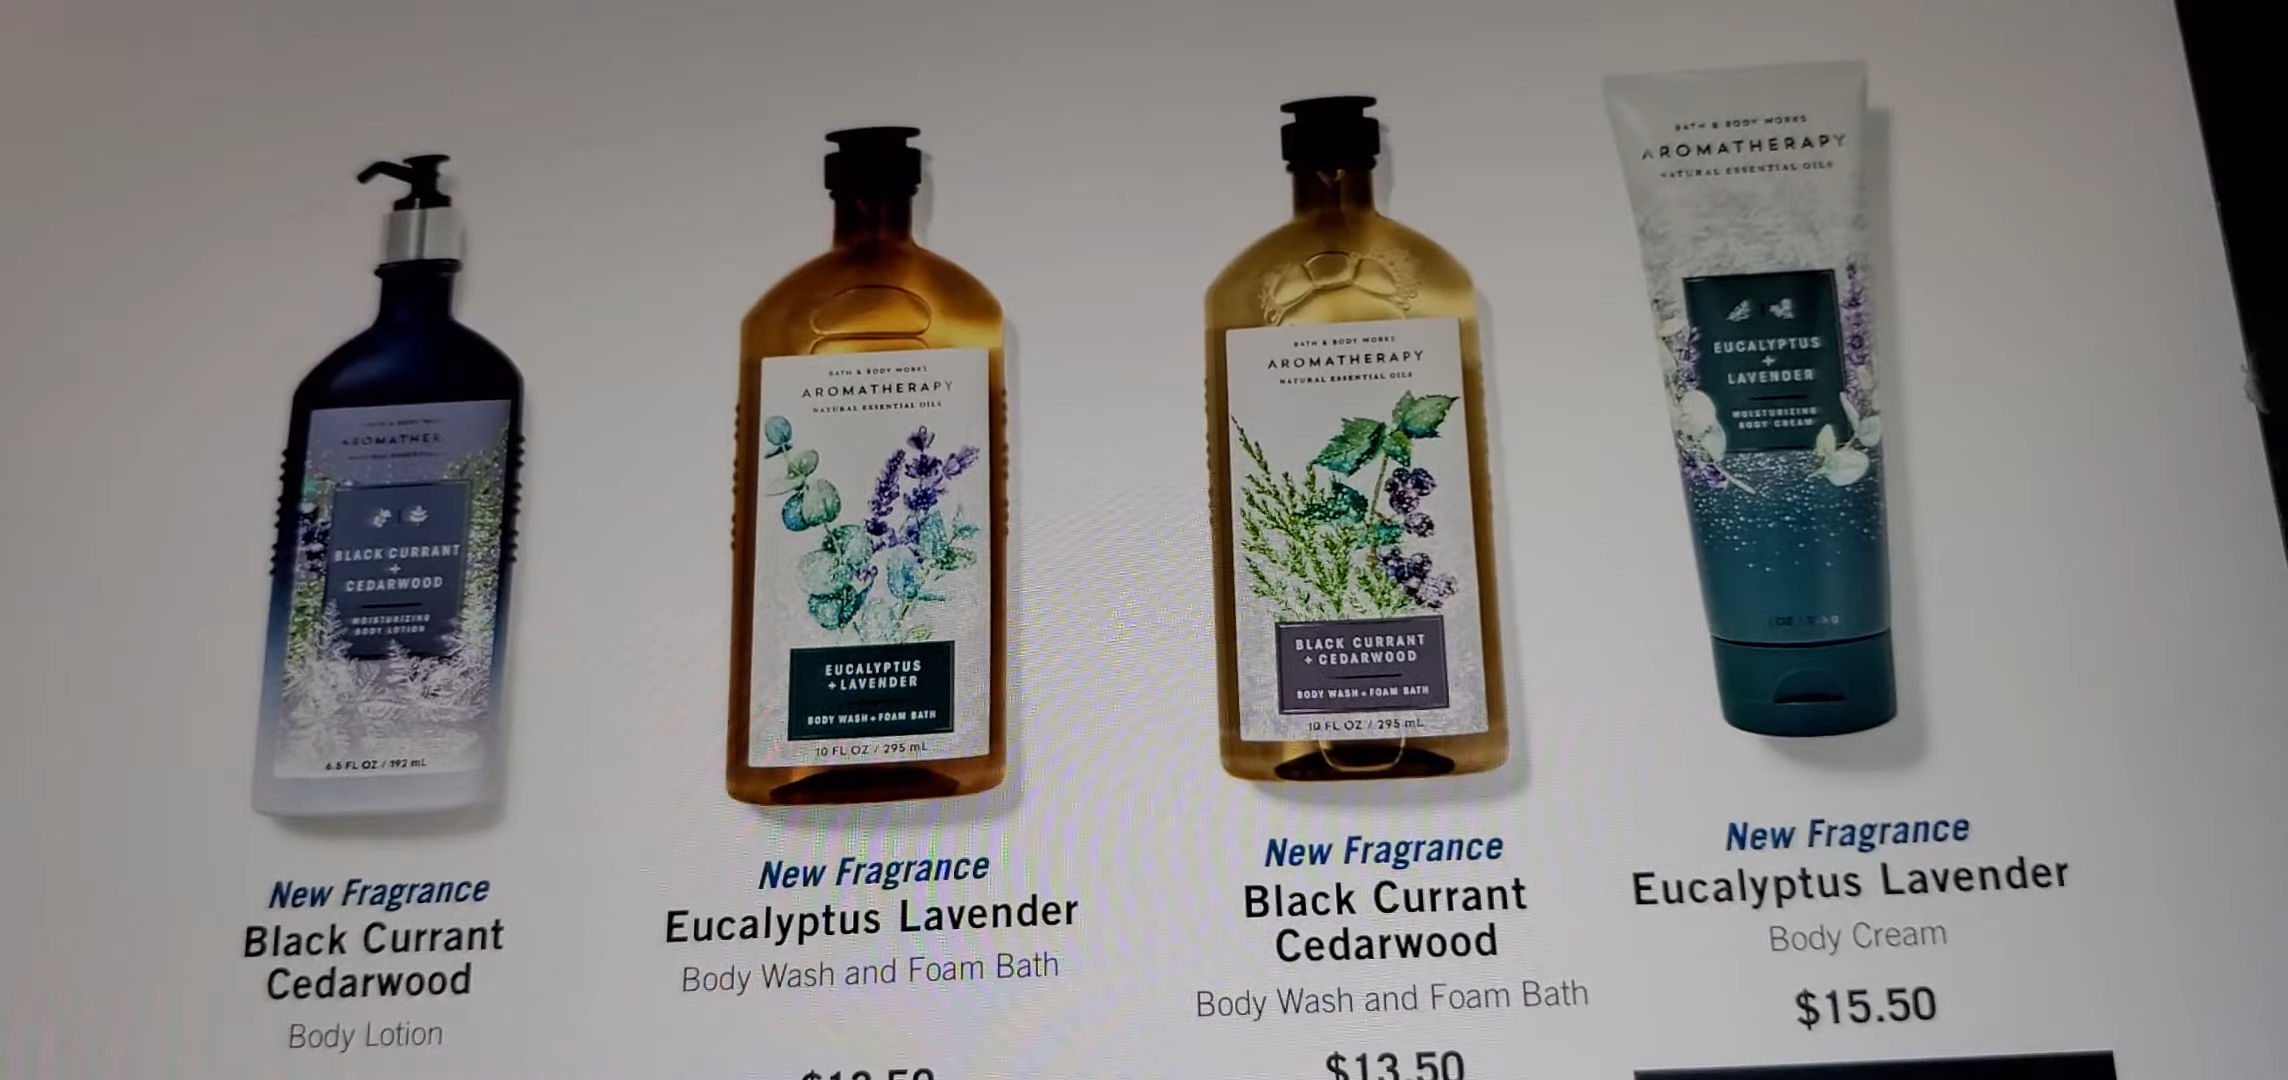 BATH & BODY WORKS
AROMATHERAPY
NATURAL ESSENTIAL OILS
EUCALYPTUS
+
LAVENDER
MOISTURIZING
BODY CREAM
BATH & BODY WORKS
AROMATHERAPY
NATURAL ESSENTIAL OILS
BLACK CURRANT
+ CEDARWOOD
BODY WASH + FOAM BATH
10 FL OZ / 295 mL
BATH & BODY WORKS
AROMATHERAPY
NATURAL ESSENTIAL OILS
EUCALYPTUS
+ LAVENDER
BODY WASH + FOAM BATH
10 FL OZ / 295 mL
AROMATHER
BLACK CURRANT
+
CEDARWOOD
MOISTURIZING
BODY LOTION
6.5 FL OZ / 192 mL
New Fragrance
Black Currant
Cedarwood
Body Lotion
New Fragrance
Eucalyptus Lavender
Body Wash and Foam Bath
New Fragrance
Black Currant
Cedarwood
Body Wash and Foam Bath
$13.50
New Fragrance
Eucalyptus Lavender
Body Cream
$15.50